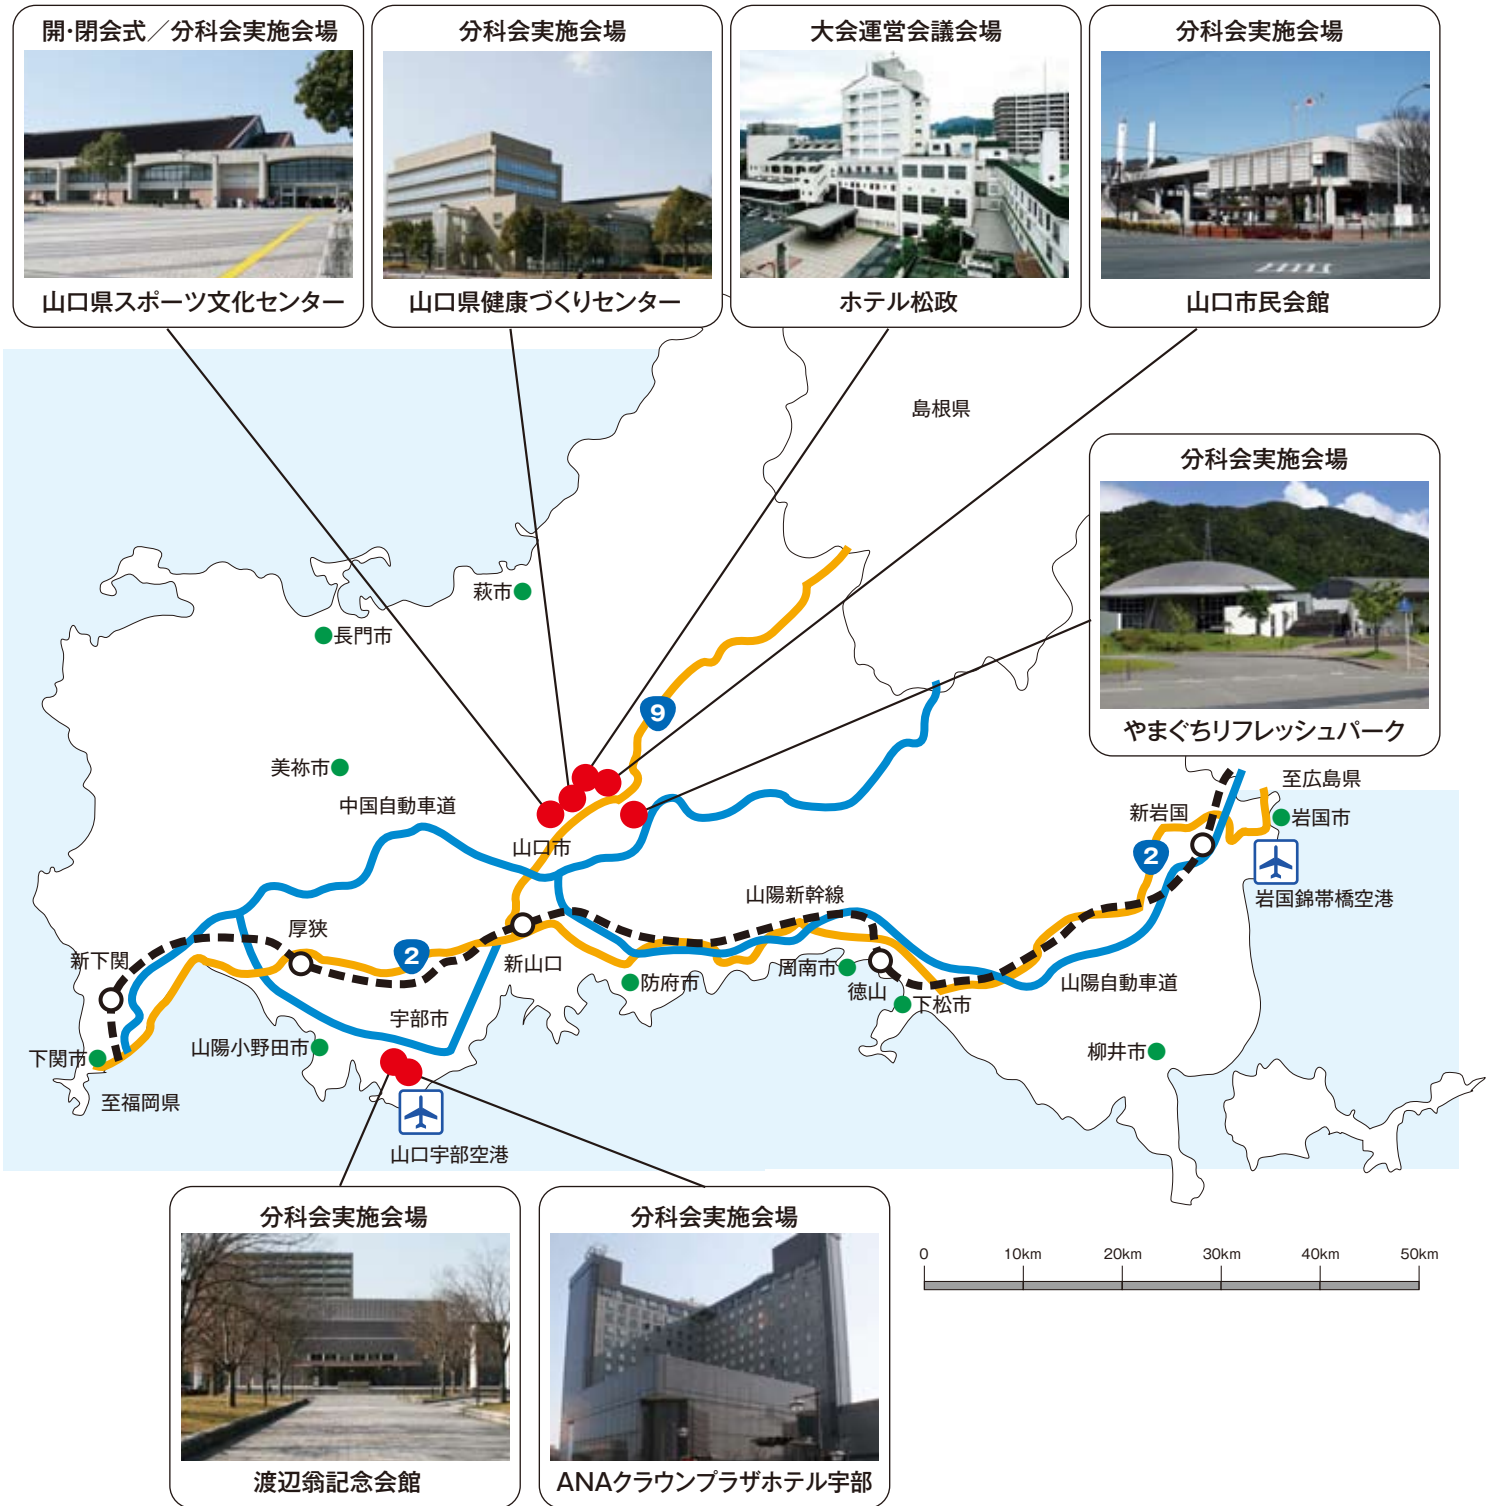 開・閉会式／分科会実施会場
山口県スポーツ文化センター
分科会実施会場
山口県健康づくりセンター
大会運営会議会場
ホテル松政
分科会実施会場
山口市民会館
島根県
分科会実施会場
やまぐちリフレッシュパーク
萩市
長門市
9
美祢市
中国自動車道
山口市
至広島県
新岩国
岩国市
2
岩国錦帯橋空港
山陽新幹線
厚狭
2
新下関
新山口
防府市
周南市
徳山
下松市
山陽自動車道
宇部市
山陽小野田市
下関市
柳井市
至福岡県
山口宇部空港
分科会実施会場
渡辺翁記念会館
分科会実施会場
ANAクラウンプラザホテル宇部
0 10km 20km 30km 40km 50km